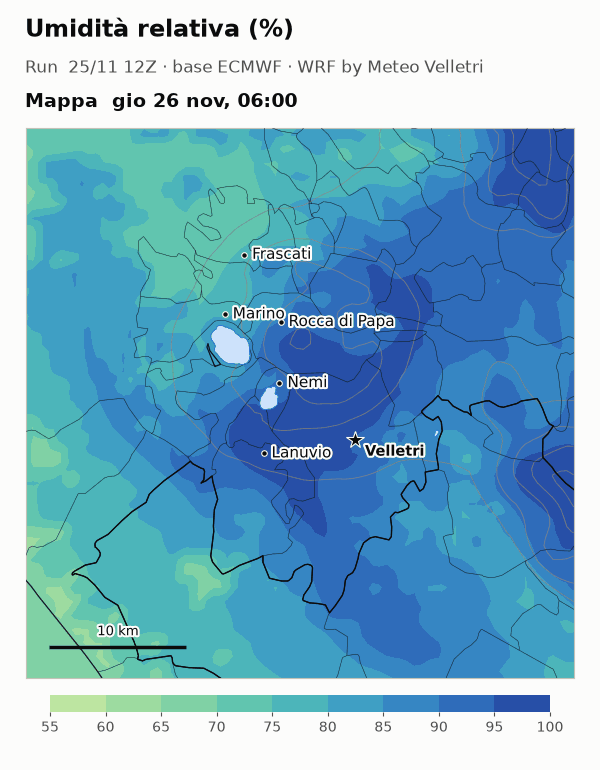 Umidità relativa (%)
Run  25/11 12Z · base ECMWF · WRF by Meteo Velletri
Mappa  gio 26 nov, 06:00
Frascati
Marino
Rocca di Papa
Nemi
Velletri
Lanuvio
10 km
55 60 65 70 75 80 85 90 95 100